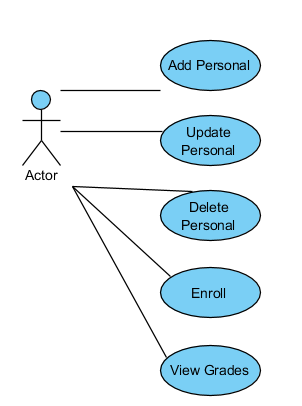 Add Personal
Update
Personal
Actor
Delete
Personal
Enroll
View Grades